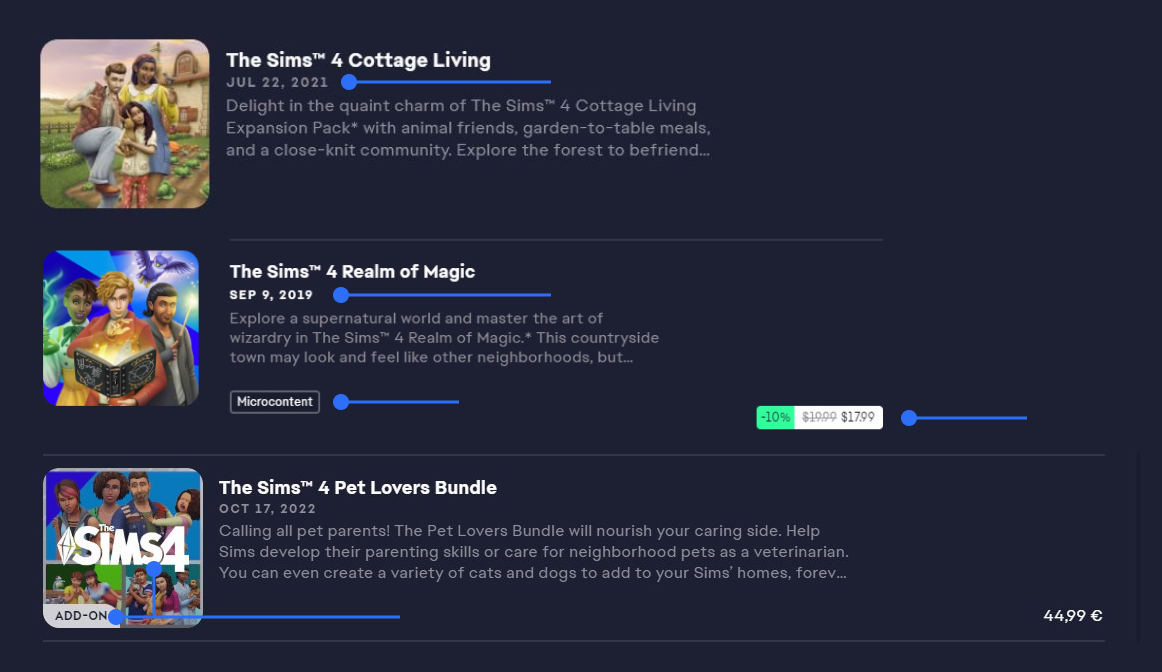 The Sims™ 4 Cottage Living
JUL 22, 2021
Delight in the quaint charm of The Sims™ 4 Cottage Living
Expansion Pack* with animal friends, garden-to-table meals,
and a close-knit community. Explore the forest to befriend...
The Sims™ 4 Realm of Magic
SEP 9, 2019
Explore a supernatural world and master the art of
wizardry in The Sims™ 4 Realm of Magic.* This countryside
town may look and feel like other neighborhoods, but...
Microcontent
-10% $19.99 $17.99
The Sims™ 4 Pet Lovers Bundle
OCT 17, 2022
Calling all pet parents! The Pet Lovers Bundle will nourish your caring side. Help
Sims develop their parenting skills or care for neighborhood pets as a veterinarian.
You can even create a variety of cats and dogs to add to your Sims’ homes, forev...
The
SIMS4
ADD-ON
44,99 €